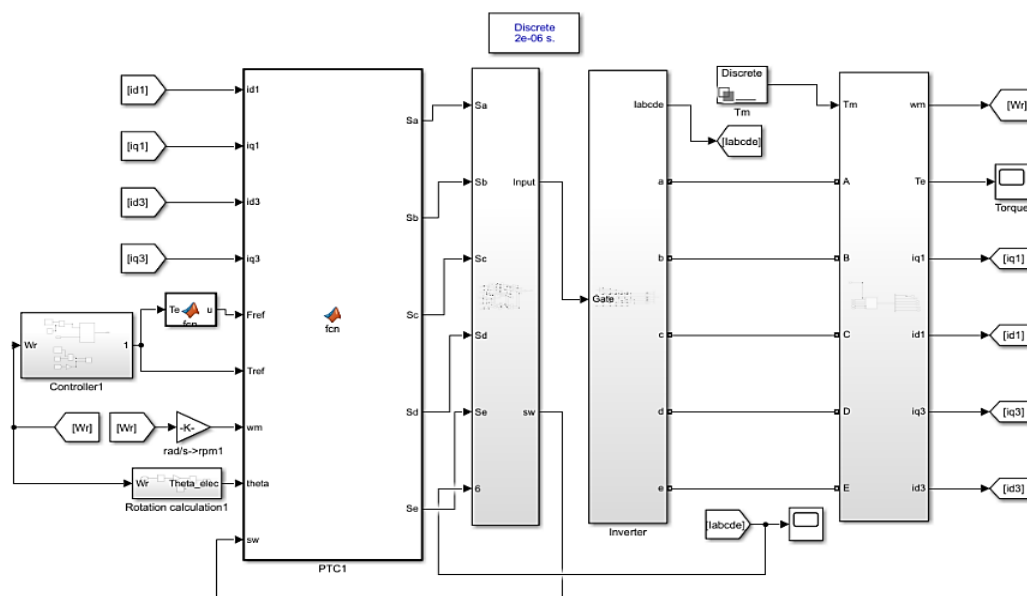 Discrete
2e-06 s.
[id1]
[iq1]
[id3]
[iq3]
id1
iq1
id3
iq3
Fref
Tref
wm
theta
sw
fcn
Sa
Sb
Sc
Sd
Se
PTC1
Te
u
fcn
Wr
1
Controller1
[Wr]
[Wr]
-K-
rad/s->rpm1
Wr
Theta_elec
Rotation calculation1
Sa
Sb
Sc
Sd
Se
6
Input
sw
Gate
Iabcde
a
b
c
d
e
Inverter
[Iabcde]
Discrete
Tm
Tm
A
B
C
D
E
wm
Te
iq1
id1
iq3
id3
[Wr]
Torque
[iq1]
[id1]
[iq3]
[id3]
[Iabcde]